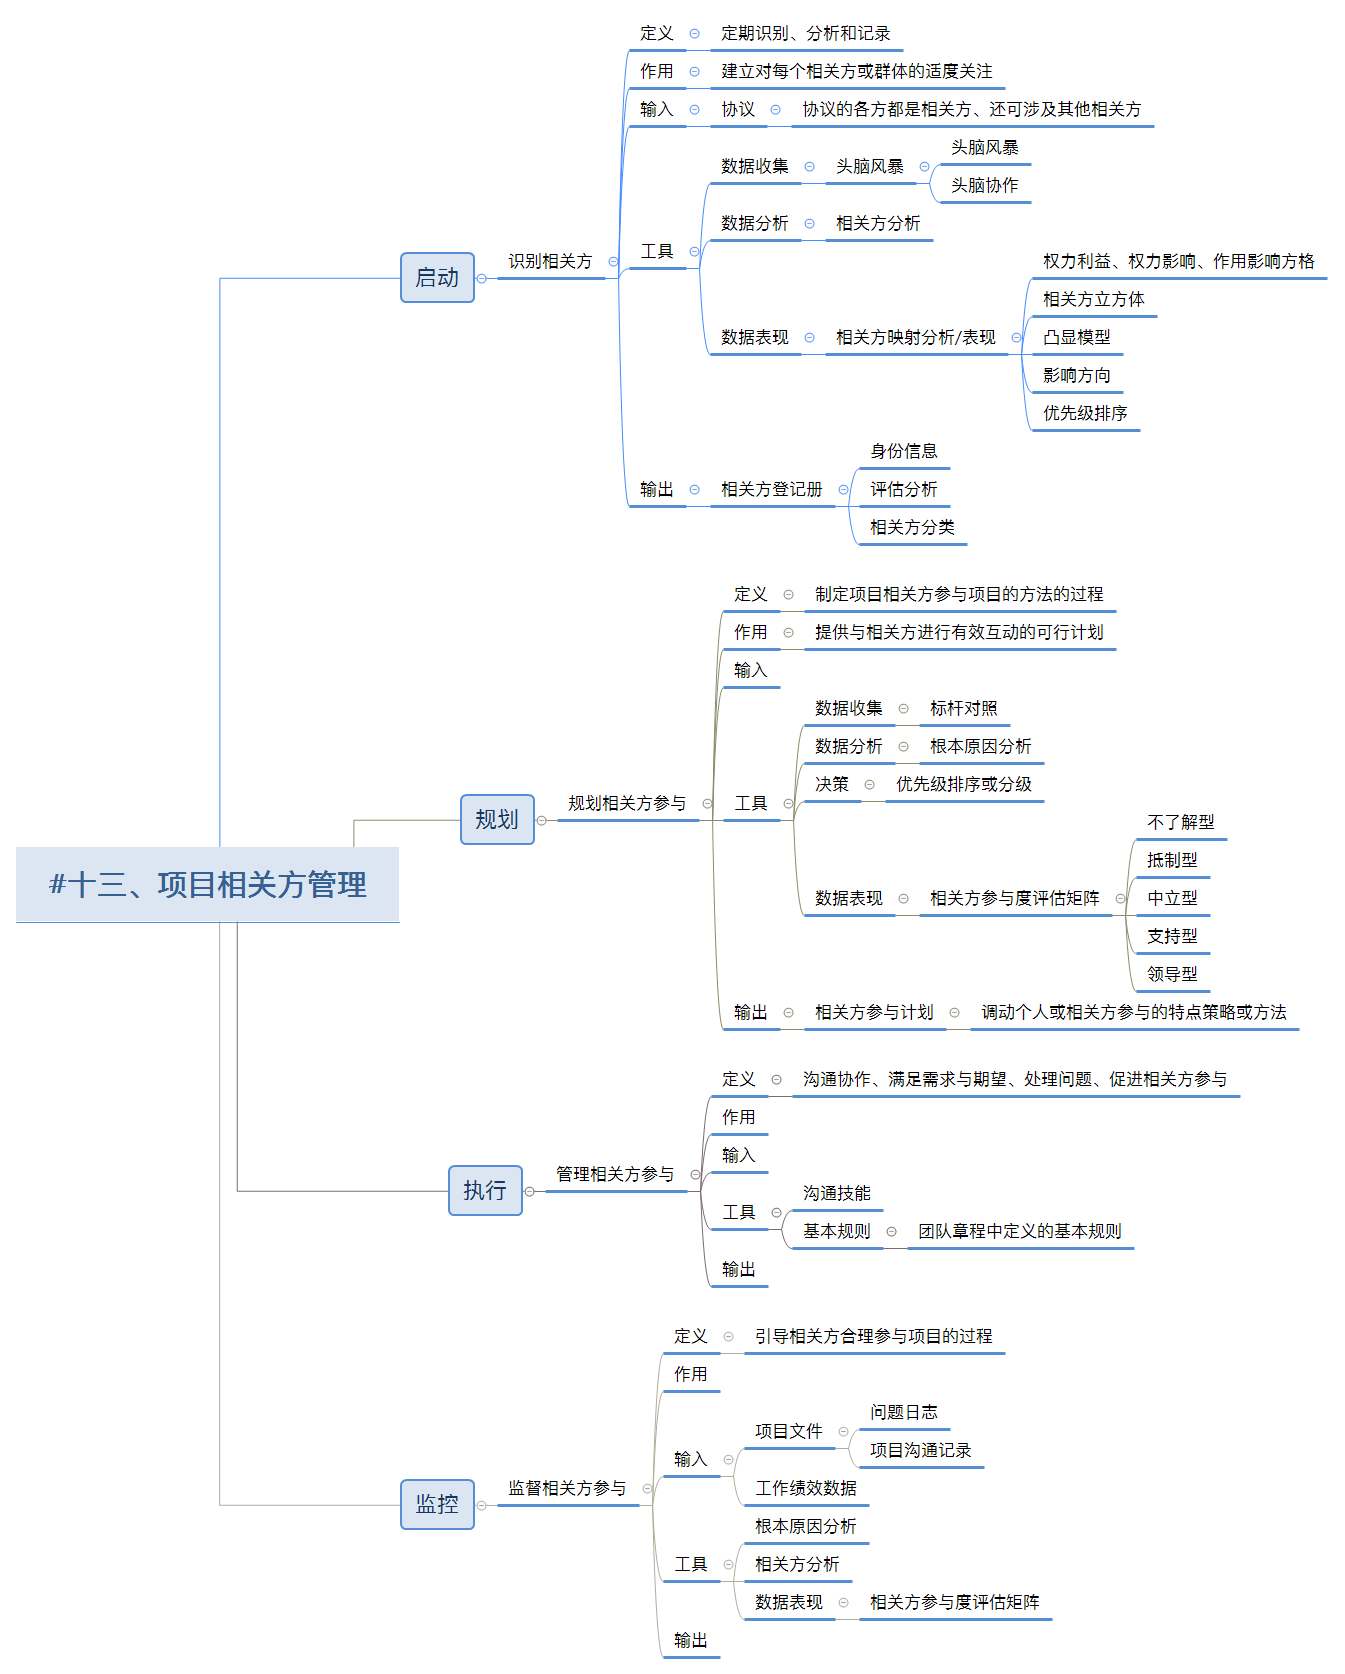 #十三、项目相关方管理
启动
识别相关方
定义
定期识别、分析和记录
作用
建立对每个相关方或群体的适度关注
输入
协议
协议的各方都是相关方、还可涉及其他相关方
工具
数据收集
头脑风暴
头脑风暴
头脑协作
数据分析
相关方分析
数据表现
相关方映射分析/表现
权力利益、权力影响、作用影响方格
相关方立方体
凸显模型
影响方向
优先级排序
输出
相关方登记册
身份信息
评估分析
相关方分类
规划
规划相关方参与
定义
制定项目相关方参与项目的方法的过程
作用
提供与相关方进行有效互动的可行计划
输入
工具
数据收集
标杆对照
数据分析
根本原因分析
决策
优先级排序或分级
数据表现
相关方参与度评估矩阵
不了解型
抵制型
中立型
支持型
领导型
输出
相关方参与计划
调动个人或相关方参与的特点策略或方法
执行
管理相关方参与
定义
沟通协作、满足需求与期望、处理问题、促进相关方参与
作用
输入
工具
沟通技能
基本规则
团队章程中定义的基本规则
输出
监控
监督相关方参与
定义
引导相关方合理参与项目的过程
作用
输入
项目文件
问题日志
项目沟通记录
工作绩效数据
工具
根本原因分析
相关方分析
数据表现
相关方参与度评估矩阵
输出